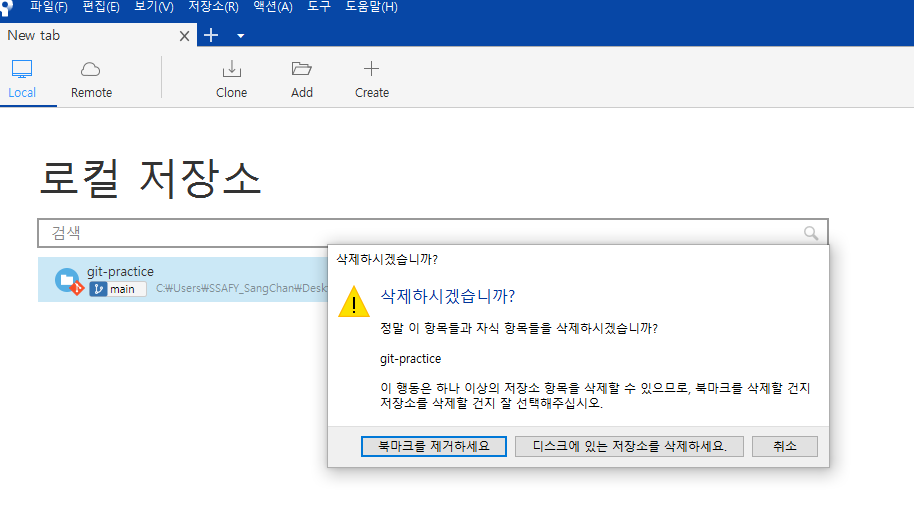 파일(F) 편집(E) 보기(V) 저장소(R) 액션(A) 도구 도움말(H)
New tab
Local Remote Clone Add Create
로컬 저장소
검색
git-practice
main C:₩Users₩SSAFY_SangChan₩Deskt
삭제하시겠습니까?
삭제하시겠습니까?
정말 이 항목들과 자식 항목들을 삭제하시겠습니까?
git-practice
이 행동은 하나 이상의 저장소 항목을 삭제할 수 있으므로, 북마크를 삭제할 건지
저장소를 삭제할 건지 잘 선택해주십시오.
북마크를 제거하세요 디스크에 있는 저장소를 삭제하세요. 취소